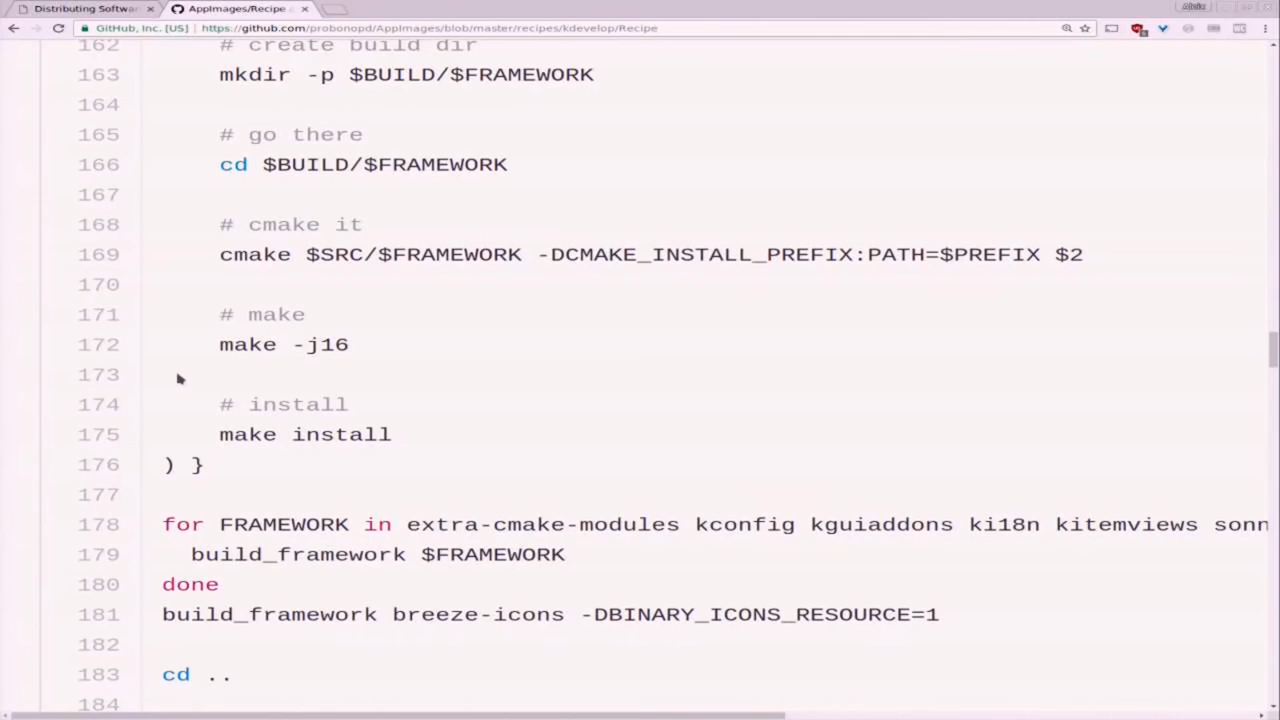 Distributing Softwa
AppImages/Recipe
GitHub, Inc. [US]
https://github.com/probonopd/AppImages/blob/master/recipes/kdevelop/Recipe
162 # create build dir
163 mkdir -p $BUILD/$FRAMEWORK
164
165 # go there
166 cd $BUILD/$FRAMEWORK
167
168 # cmake it
169 cmake $SRC/$FRAMEWORK -DCMAKE_INSTALL_PREFIX:PATH=$PREFIX $2
170
171 # make
172 make -j16
173
174 # install
175 make install
176 ) }
177
178 for FRAMEWORK in extra-cmake-modules kconfig kguiaddons ki18n kitemviews sonn
179 build_framework $FRAMEWORK
180 done
181 build_framework breeze-icons -DBINARY_ICONS_RESOURCE=1
182
183 cd ..
184